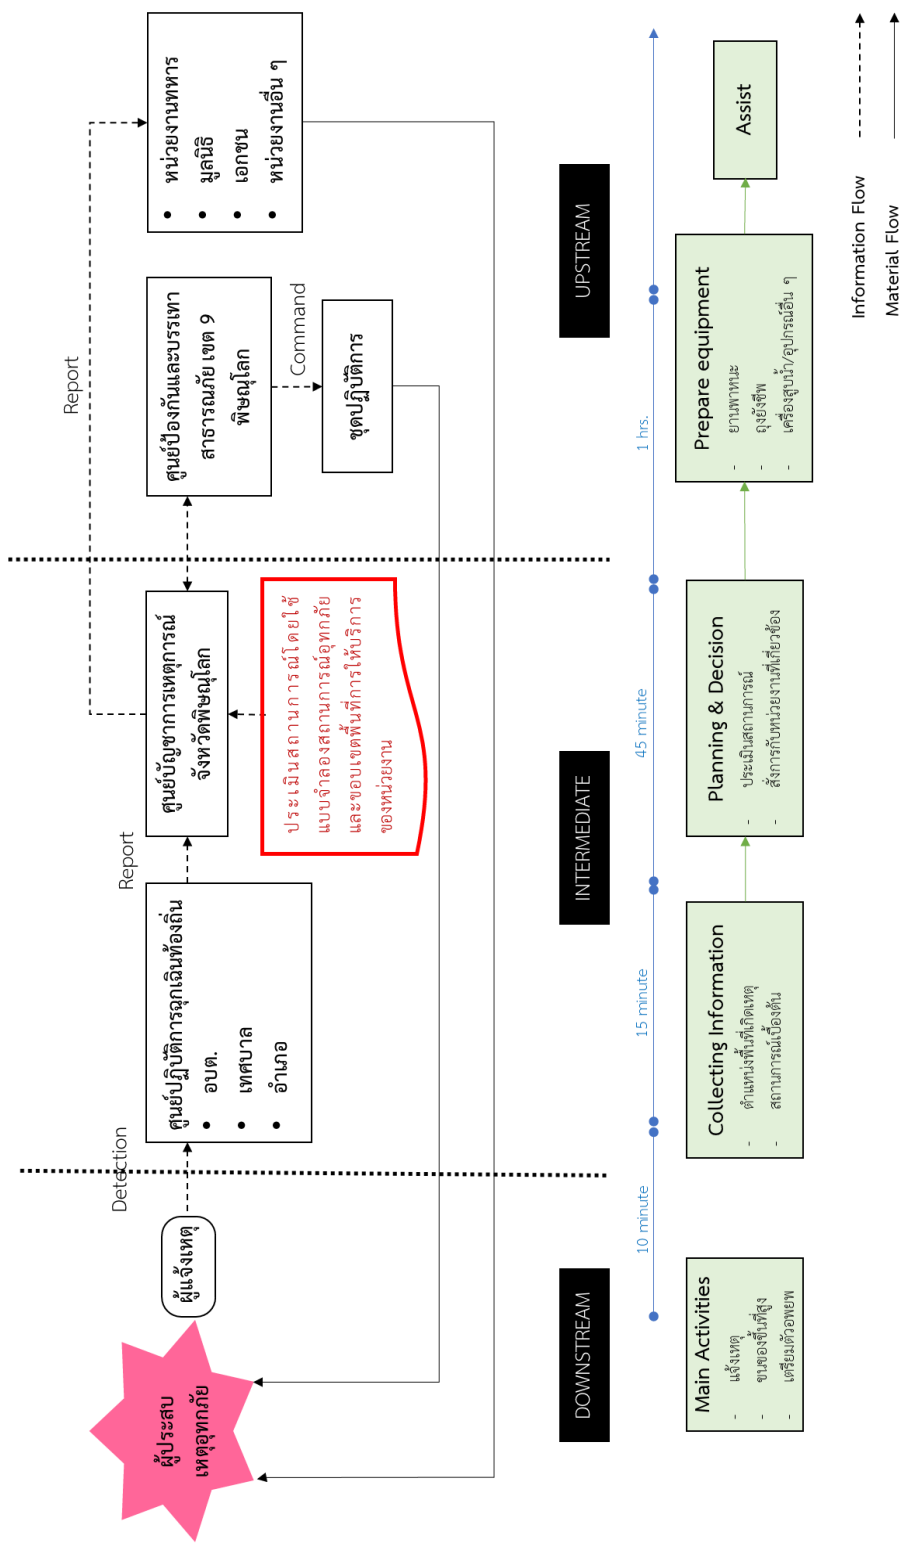 Report
ผู้ประสบ
เหตุอุทกภัย
ผู้แจ้งเหตุ
Detection
ศูนย์ปฏิบัติการฉุกเฉินท้องถิ่น
• อบต.
• เทศบาล
• อำเภอ
Report
ศูนย์บัญชาการเหตุการณ์
จังหวัดพิษณุโลก
ประเมินสถานการณ์โดยใช้
แบบจำลองสถานการณ์อุทกภัย
และขอบเขตพื้นที่การให้บริการ
ของหน่วยงาน
ศูนย์ป้องกันและบรรเทา
สาธารณภัย เขต 9
พิษณุโลก
Command
ชุดปฏิบัติการ
• หน่วยงานทหาร
• มูลนิธิ
• เอกชน
• หน่วยงานอื่น ๆ
DOWNSTREAM
INTERMEDIATE
UPSTREAM
10 minute
15 minute
45 minute
1 hrs.
Main Activities
- แจ้งเหตุ
- ขนของขึ้นที่สูง
- เตรียมตัวอพยพ
Collecting Information
- ตำแหน่งพื้นที่เกิดเหตุ
- สถานการณ์เบื้องต้น
Planning & Decision
- ประเมินสถานการณ์
- สั่งการกับหน่วยงานที่เกี่ยวข้อง
Prepare equipment
- ยานพาหนะ
- ถุงยังชีพ
- เครื่องสูบน้ำ/อุปกรณ์อื่น ๆ
Assist
Information Flow
Material Flow